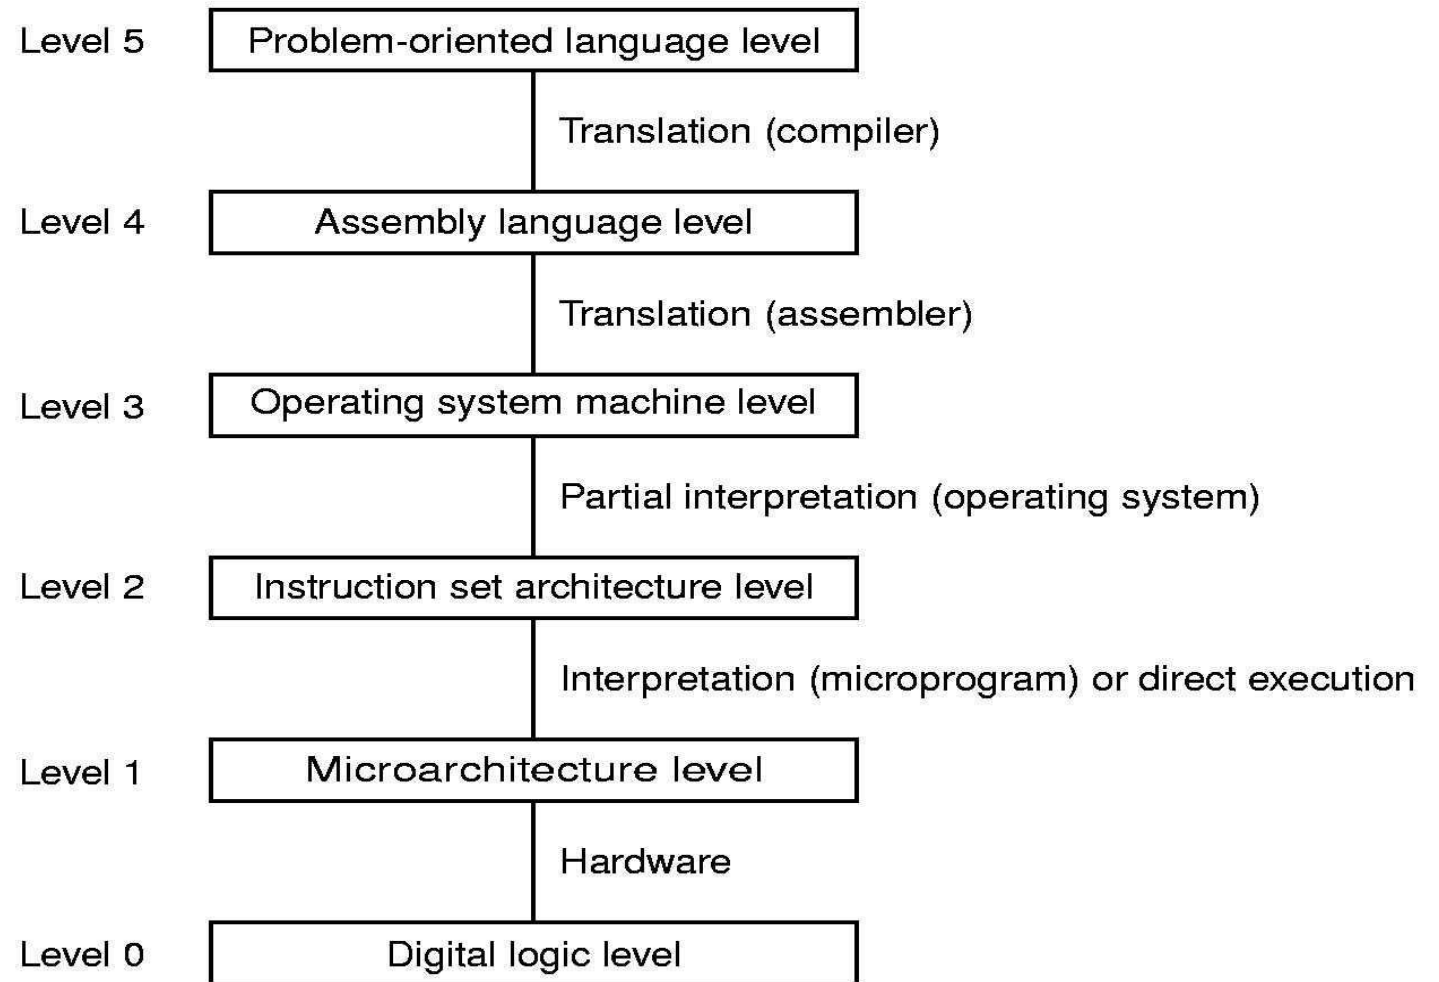 Level 5 Problem-oriented language level
Translation (compiler)
Level 4 Assembly language level
Translation (assembler)
Level 3 Operating system machine level
Partial interpretation (operating system)
Level 2 Instruction set architecture level
Interpretation (microprogram) or direct execution
Level 1 Microarchitecture level
Hardware
Level 0 Digital logic level